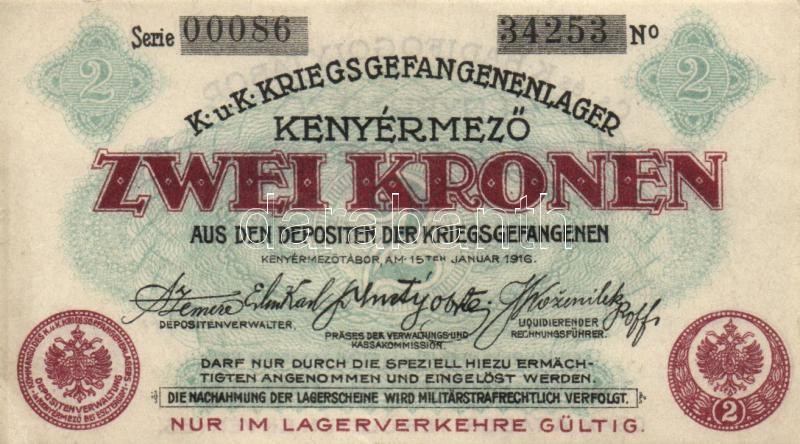 Serie 00086 34253 No
2 2
K. u. K. KRIEGSGEFANGENENLAGER
KENYÉRMEZŐ
ZWEI KRONEN
databanth
AUS DEN DEPOSITEN DER KRIEGSGEFANGENEN
KENYÉRMEZŐTÁBOR, AM 15TEN JANUAR 1916.
DEPOSITENVERWALTER.
PRÄSES DER VERWALTUNGS-UND
KASSAKOMMISSION.
LIQUIDIERENDER
RECHNUNGSFÜHRER.
DARF NUR DURCH DIE SPEZIELL HIEZU ERMÄCH-
TIGTEN ANGENOMMEN UND EINGELÖST WERDEN.
DIE NACHAHMUNG DER LAGERSCHEINE WIRD MILITÄRSTRAFRECHTLICH VERFOLGT.
NUR IM LAGERVERKEHRE GÜLTIG.
DEPOSITENVERWALTUNG
2